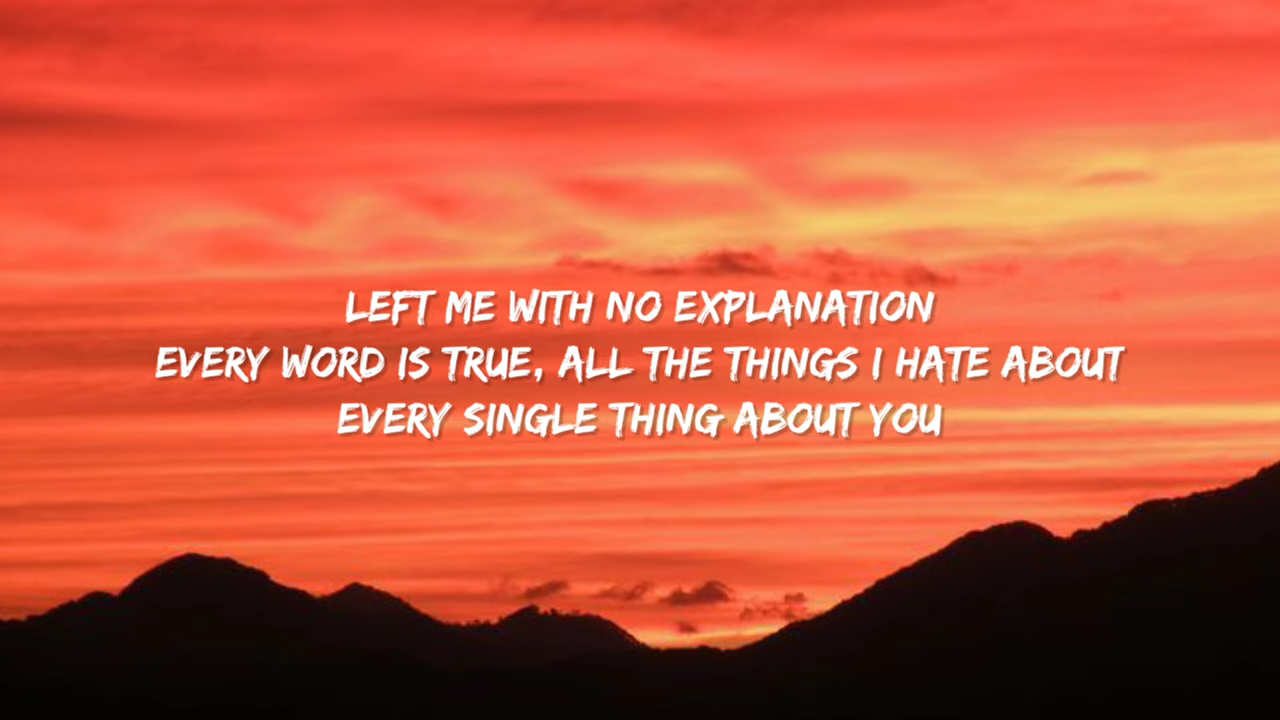 LEFT ME WITH NO EXPLANATION
EVERY WORD IS TRUE, ALL THE THINGS I HATE ABOUT
EVERY SINGLE THING ABOUT YOU